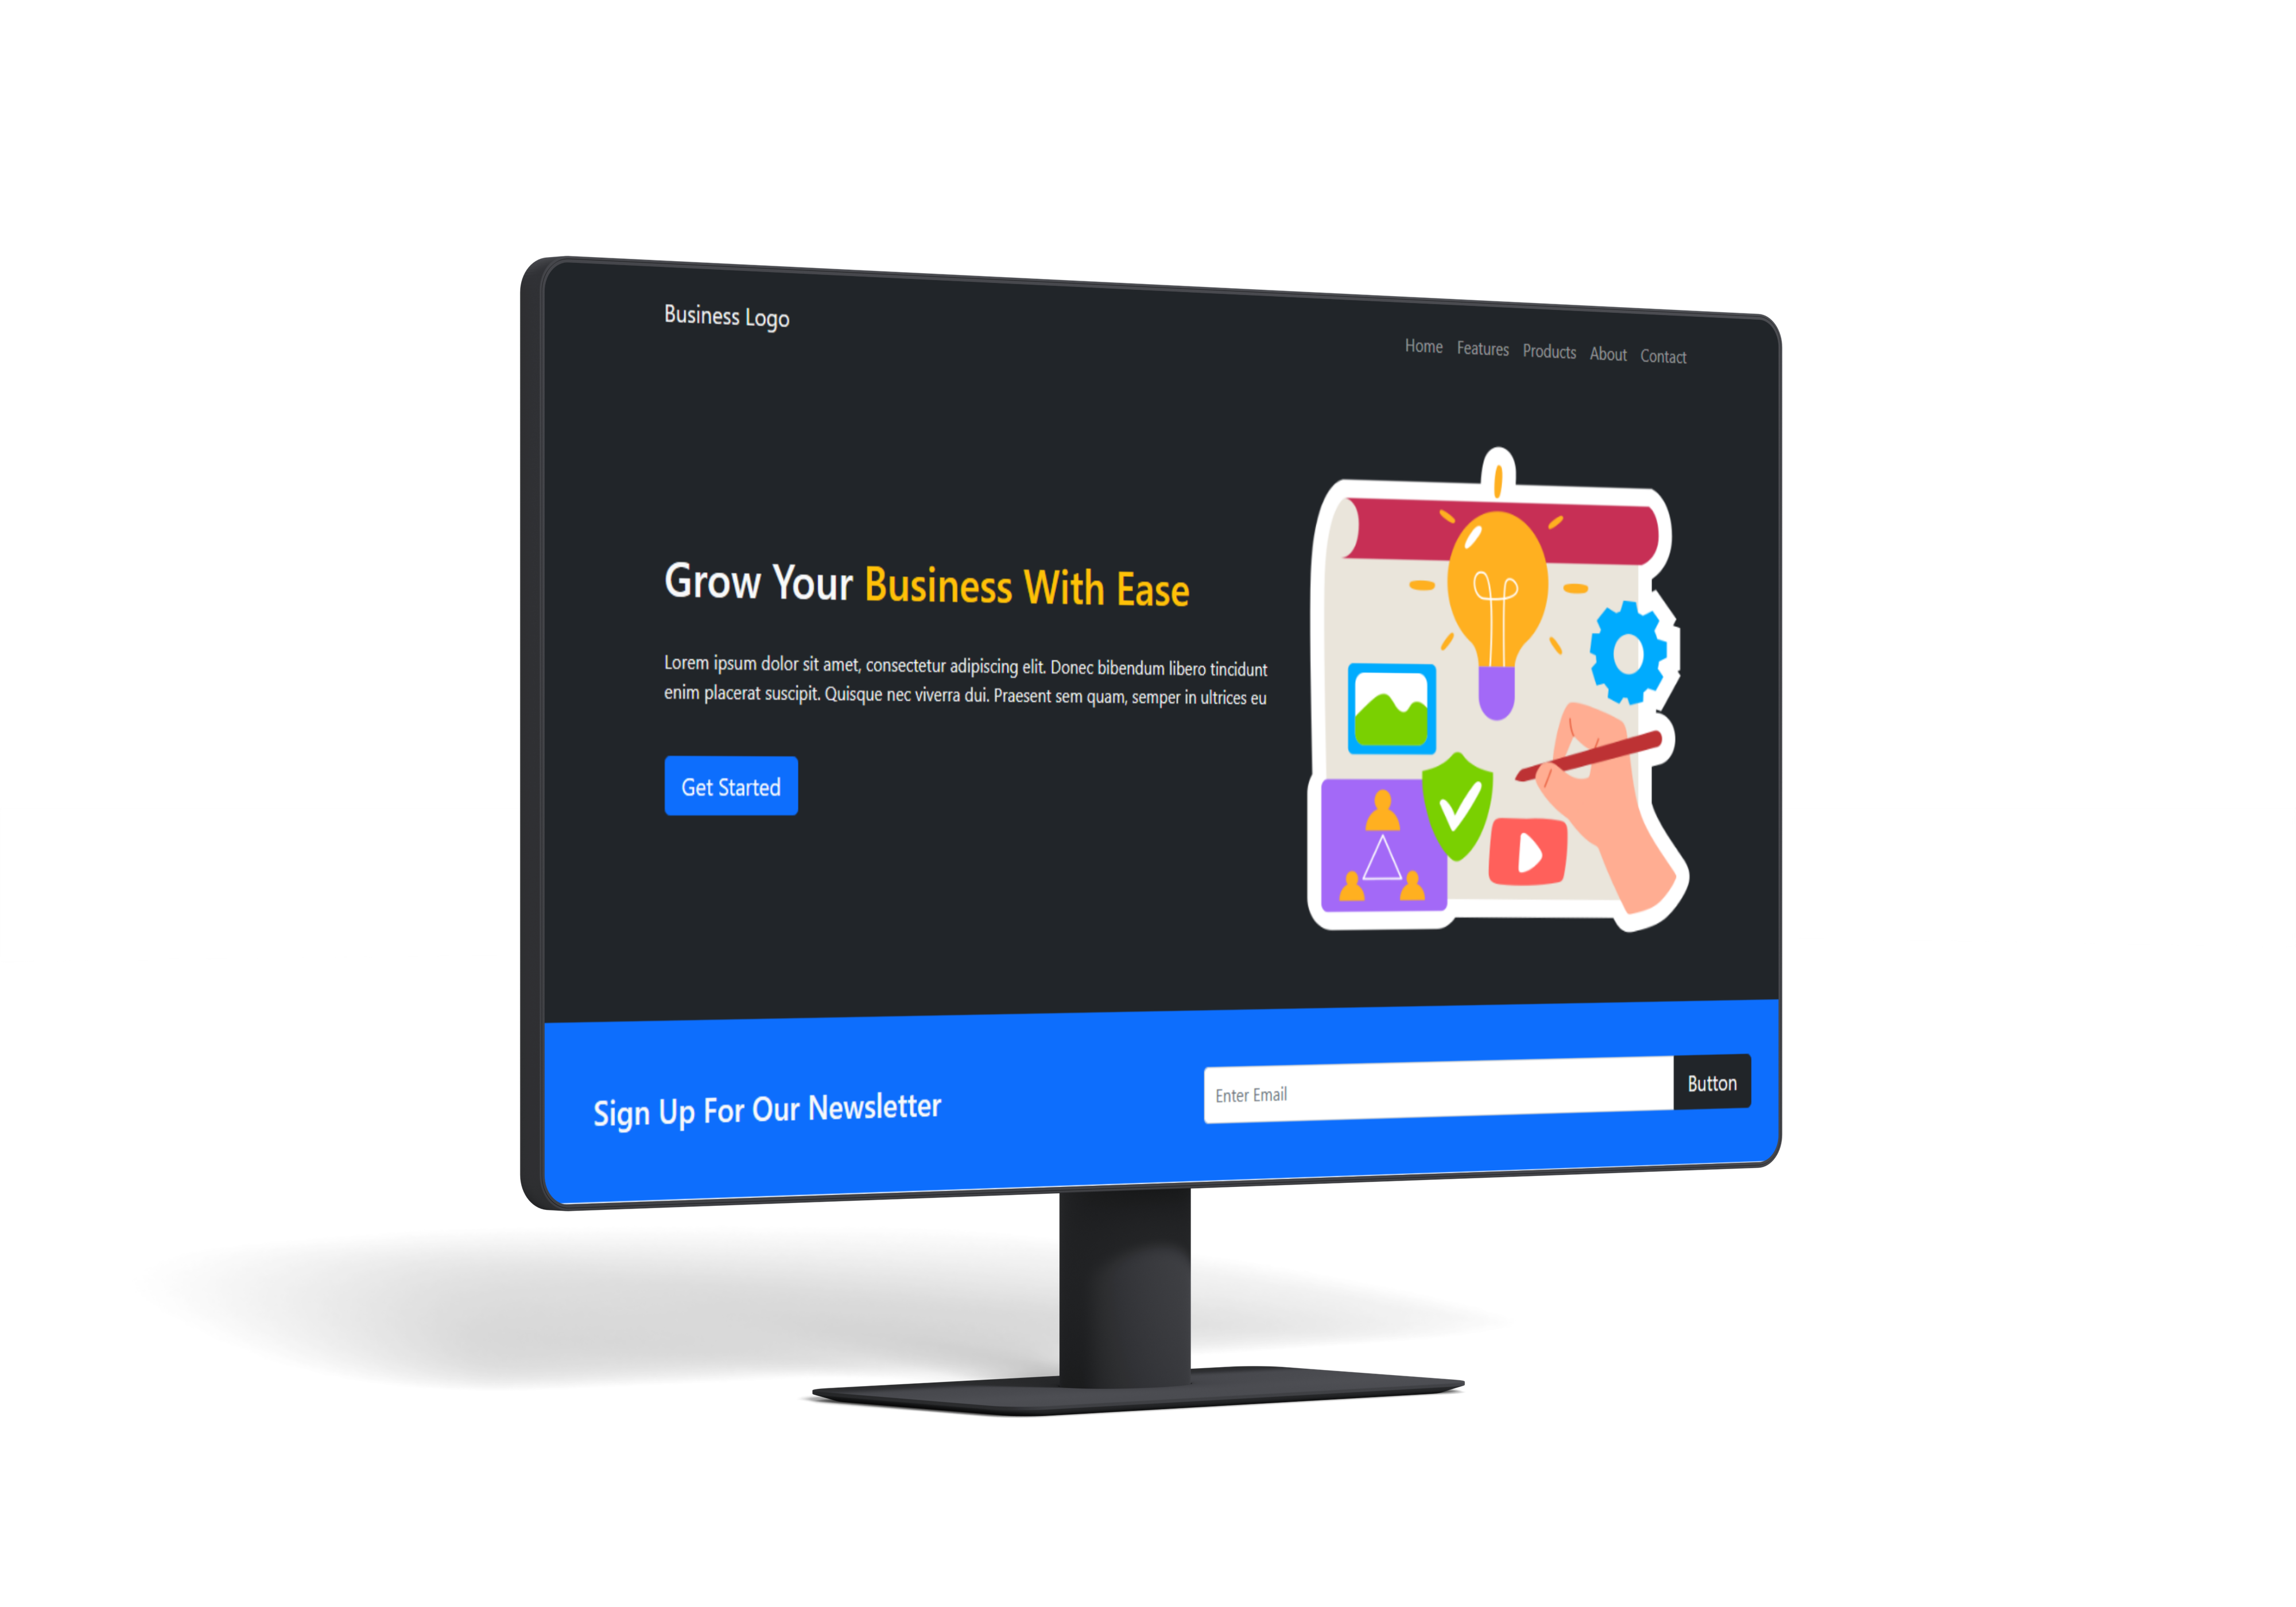 Business Logo
Home Features Products About Contact
Grow Your Business With Ease
Lorem ipsum dolor sit amet, consectetur adipiscing elit. Donec bibendum libero tincidunt
enim placerat suscipit. Quisque nec viverra dui. Praesent sem quam, semper in ultrices eu
Get Started
Sign Up For Our Newsletter
Enter Email
Button